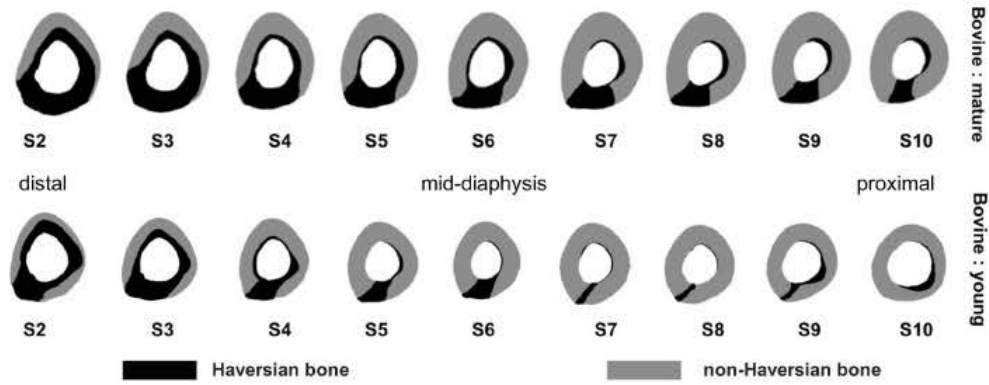 Bovine : mature
S2 S3 S4 S5 S6 S7 S8 S9 S10
distal mid-diaphysis proximal
Bovine : young
S2 S3 S4 S5 S6 S7 S8 S9 S10
Haversian bone non-Haversian bone